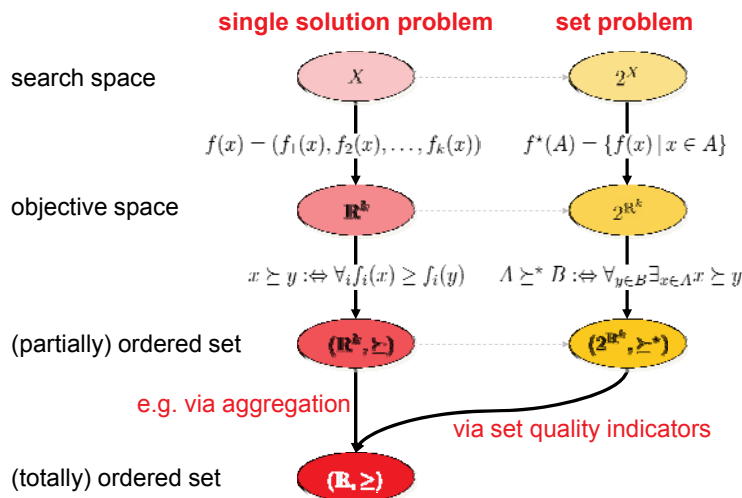 single solution problem set problem
search space X 2^X
f(x) − (f₁(x), f₂(x), . . . , fₖ(x)) f*(A) − {f(x) | x ∈ A}
objective space ℝ^k 2^ℝ^k
x ⪰ y :⇔ ∀ᵢ fᵢ(x) ≥ fᵢ(y) A ⪰* B :⇔ ∀_{y∈B} ∃_{x∈A} x ⪰ y
(partially) ordered set (ℝ^k, ⪰) (2^ℝ^k, ⪰*)
e.g. via aggregation
via set quality indicators
(totally) ordered set (ℝ, ≥)